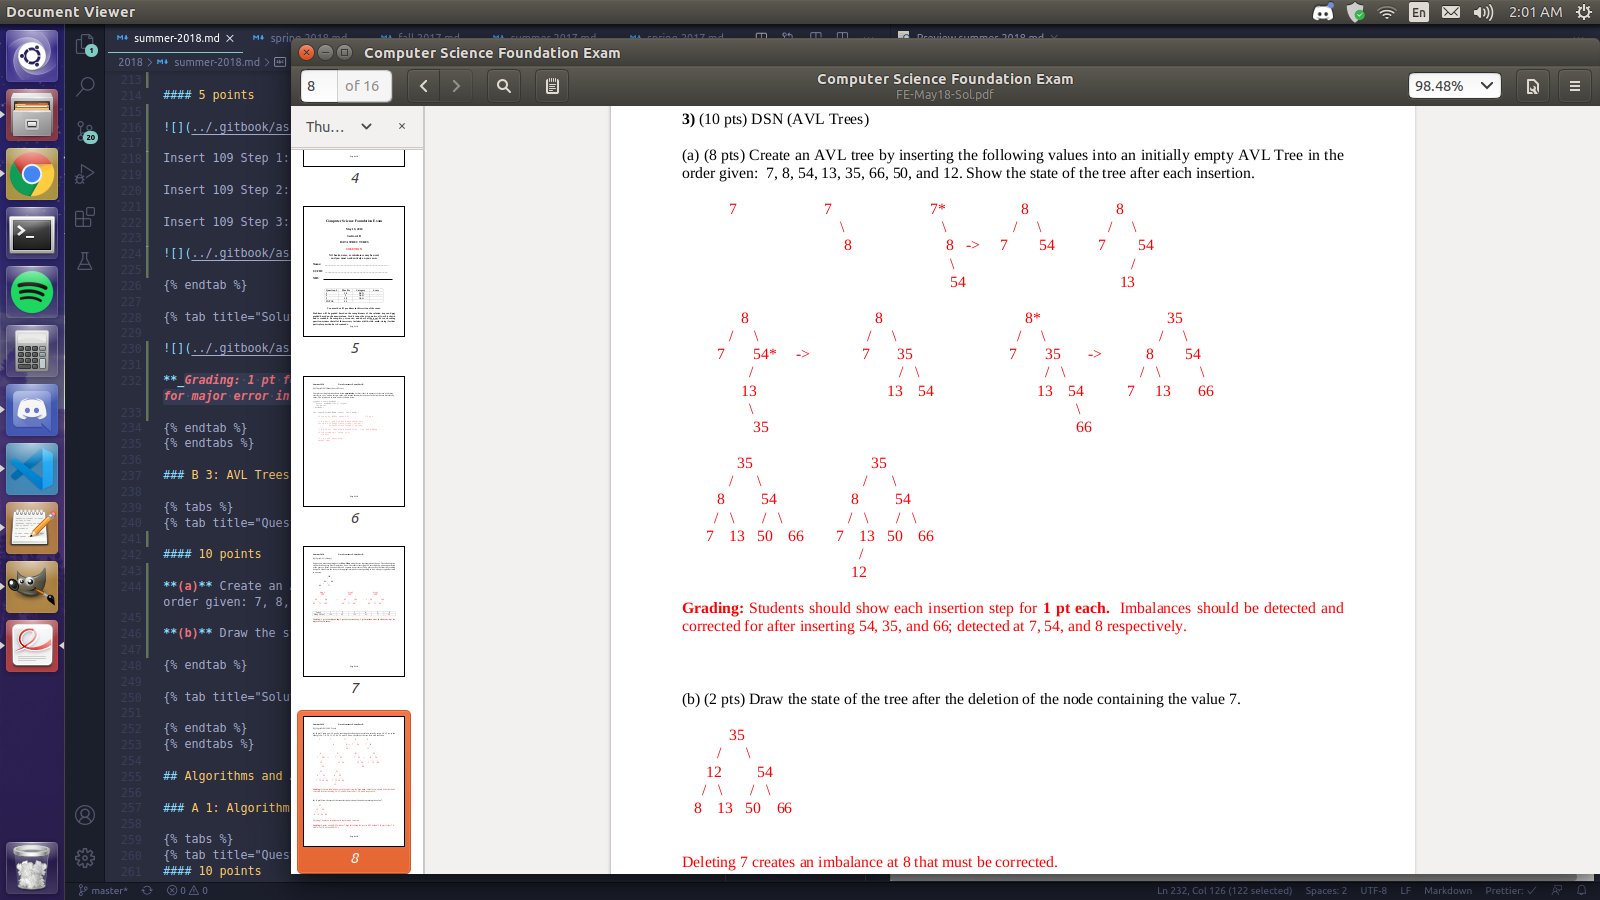 Document Viewer
En
2:01 AM
summer-2018.md
2018 > summer-2018.md >
Computer Science Foundation Exam
8 of 16
Computer Science Foundation Exam
FE-May18-Sol.pdf
98.48%
Thu...
4
5
6
7
8
213
214 #### 5 points
215
216 ![](../.gitbook/as
217
218 Insert 109 Step 1:
219
220 Insert 109 Step 2:
221
222 Insert 109 Step 3:
223
224 ![](../.gitbook/as
225
226 {% endtab %}
227
228 {% tab title="Solu
229
230 ![](../.gitbook/as
231
232 **_Grading: 1 pt f
for major error in
233
234 {% endtab %}
235 {% endtabs %}
236
237 ### B 3: AVL Trees
238
239 {% tabs %}
240 {% tab title="Ques
241
242 #### 10 points
243
244 **(a)** Create an
order given: 7, 8,
245
246 **(b)** Draw the s
247
248 {% endtab %}
249
250 {% tab title="Solu
251
252 {% endtab %}
253 {% endtabs %}
254
255 ## Algorithms and
256
257 ### A 1: Algorithm
258
259 {% tabs %}
260 {% tab title="Ques
261 #### 10 points
3) (10 pts) DSN (AVL Trees)
(a) (8 pts) Create an AVL tree by inserting the following values into an initially empty AVL Tree in the
order given: 7, 8, 54, 13, 35, 66, 50, and 12. Show the state of the tree after each insertion.
7 7 7* 8 8
\ \ / \ / \
8 8 -> 7 54 7 54
\ /
54 13
8 8 8* 35
/ \ / \ / \ / \
7 54* -> 7 35 7 35 -> 8 54
/ / \ / \ / \ \
13 13 54 13 54 7 13 66
\ \
35 66
35 35
/ \ / \
8 54 8 54
/ \ / \ / \ / \
7 13 50 66 7 13 50 66
/
12
Grading: Students should show each insertion step for 1 pt each. Imbalances should be detected and
corrected for after inserting 54, 35, and 66; detected at 7, 54, and 8 respectively.
(b) (2 pts) Draw the state of the tree after the deletion of the node containing the value 7.
35
/ \
12 54
/ \ / \
8 13 50 66
Deleting 7 creates an imbalance at 8 that must be corrected.
master* 0 0
Ln 232, Col 126 (122 selected) Spaces: 2 UTF-8 LF Markdown Prettier: ✓